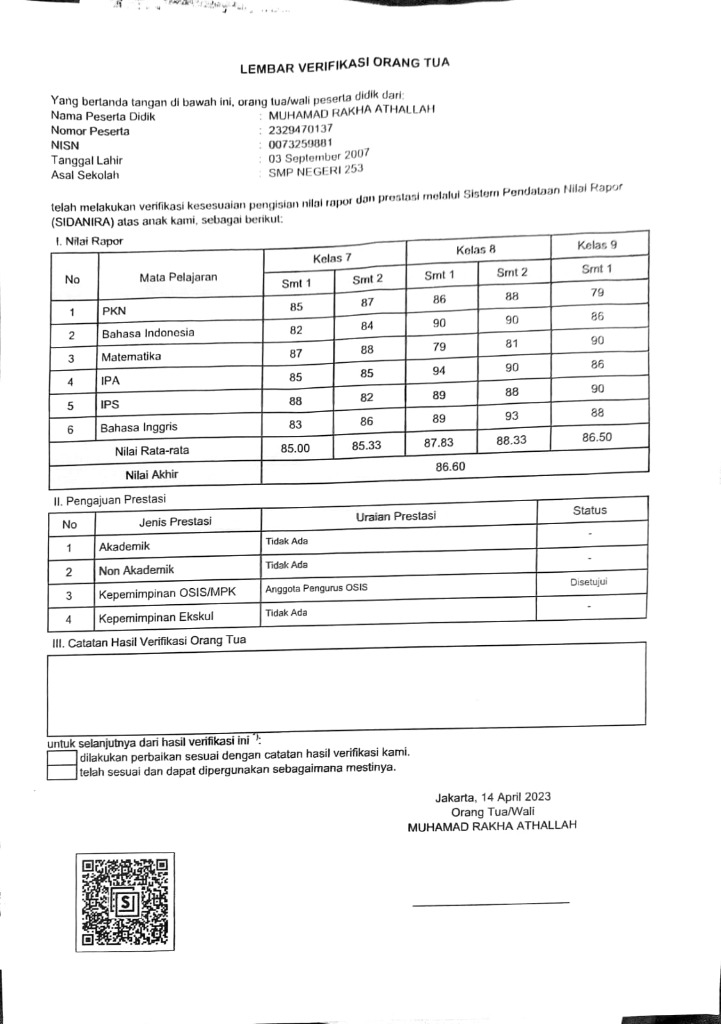 LEMBAR VERIFIKASI ORANG TUA
Yang bertanda tangan di bawah ini, orang tua/wali peserta didik dari:
Nama Peserta Didik : MUHAMAD RAKHA ATHALLAH
Nomor Peserta : 2329470137
NISN : 0073259881
Tanggal Lahir : 03 September 2007
Asal Sekolah : SMP NEGERI 253
telah melakukan verifikasi kesesuaian pengisian nilai rapor dan prestasi melalui Sistem Pendataan Nilai Rapor
(SIDANIRA) atas anak kami, sebagai berikut:
I. Nilai Rapor
No Mata Pelajaran Kelas 7 Kelas 8 Kelas 9
Smt 1 Smt 2 Smt 1 Smt 2 Smt 1
1 PKN 85 87 86 88 79
2 Bahasa Indonesia 82 84 90 90 86
3 Matematika 87 88 79 81 90
4 IPA 85 85 94 90 86
5 IPS 88 82 89 88 90
6 Bahasa Inggris 83 86 89 93 88
Nilai Rata-rata 85.00 85.33 87.83 88.33 86.50
Nilai Akhir 86.60
II. Pengajuan Prestasi
No Jenis Prestasi Uraian Prestasi Status
1 Akademik Tidak Ada -
2 Non Akademik Tidak Ada -
3 Kepemimpinan OSIS/MPK Anggota Pengurus OSIS Disetujui
4 Kepemimpinan Ekskul Tidak Ada -
III. Catatan Hasil Verifikasi Orang Tua
untuk selanjutnya dari hasil verifikasi ini *):
dilakukan perbaikan sesuai dengan catatan hasil verifikasi kami.
telah sesuai dan dapat dipergunakan sebagaimana mestinya.
Jakarta, 14 April 2023
Orang Tua/Wali
MUHAMAD RAKHA ATHALLAH
S